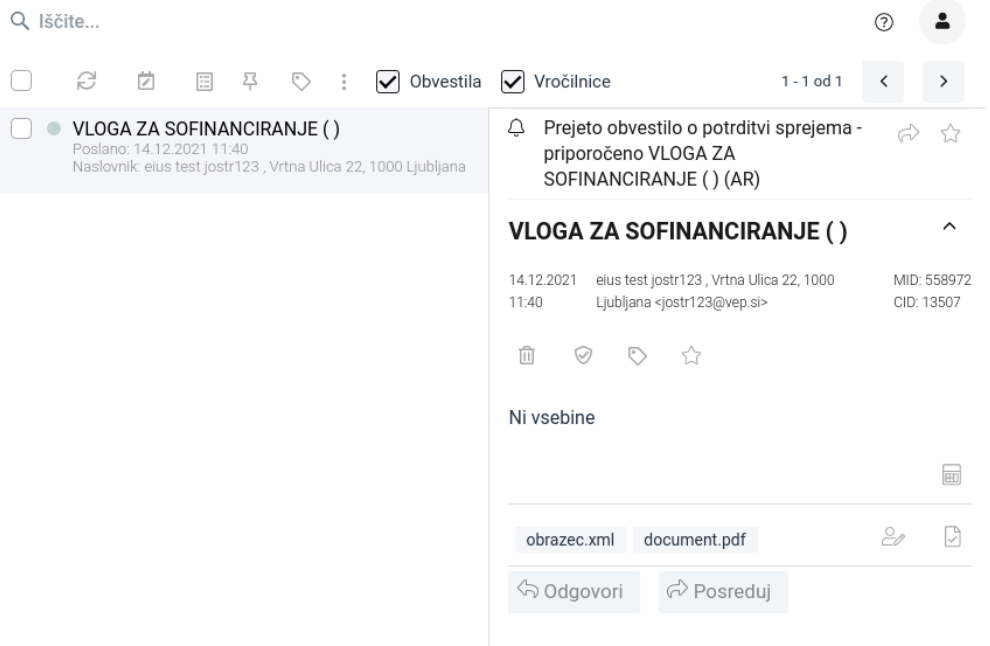 Iščite...
Obvestila
Vročilnice
1 - 1 od 1
VLOGA ZA SOFINANCIRANJE ( )
Poslano: 14.12.2021 11:40
Naslovnik: eius test jostr123 , Vrtna Ulica 22, 1000 Ljubljana
Prejeto obvestilo o potrditvi sprejema -
priporočeno VLOGA ZA
SOFINANCIRANJE ( ) (AR)
VLOGA ZA SOFINANCIRANJE ( )
14.12.2021 eius test jostr123 , Vrtna Ulica 22, 1000 MID: 558972
11:40 Ljubljana <jostr123@vep.si> CID: 13507
Ni vsebine
obrazec.xml document.pdf
Odgovori Posreduj